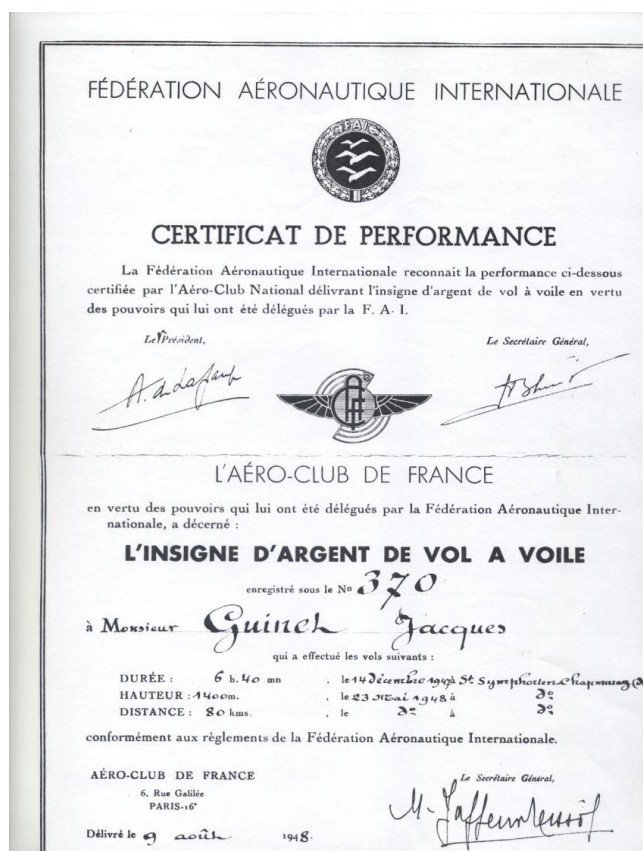 FÉDÉRATION AÉRONAUTIQUE INTERNATIONALE
FAI
CERTIFICAT DE PERFORMANCE
La Fédération Aéronautique Internationale reconnait la performance ci-dessous
certifiée par l'Aéro-Club National délivrant l'insigne d'argent de vol à voile en vertu
des pouvoirs qui lui ont été délégués par la F. A. I.
Le Président, Le Secrétaire Général,
L'AÉRO-CLUB DE FRANCE
en vertu des pouvoirs qui lui ont été délégués par la Fédération Aéronautique Inter-
nationale, a décerné :
L'INSIGNE D'ARGENT DE VOL A VOILE
enregistré sous le No 370
à Monsieur Guinch Jacques
qui a effectué les vols suivants :
DURÉE : 6 h. 40 mn , le 14 décembre 1947 à St Symphorien
HAUTEUR : 1400 m. , le 23 Mai 1948 à do
DISTANCE : 80 kms. , le do à do
conformément aux règlements de la Fédération Aéronautique Internationale.
AÉRO-CLUB DE FRANCE Le Secrétaire Général,
6, Rue Galilée
PARIS-16e
Délivré le 9 août 1948.